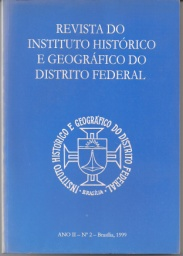 REVISTA DO
INSTITUTO HISTÓRICO
E GEOGRÁFICO DO
DISTRITO FEDERAL
INSTITUTO HISTÓRICO E GEOGRÁFICO DO DISTRITO FEDERAL
BRASÍLIA
ANO II – Nº 2 – Brasília, 1999